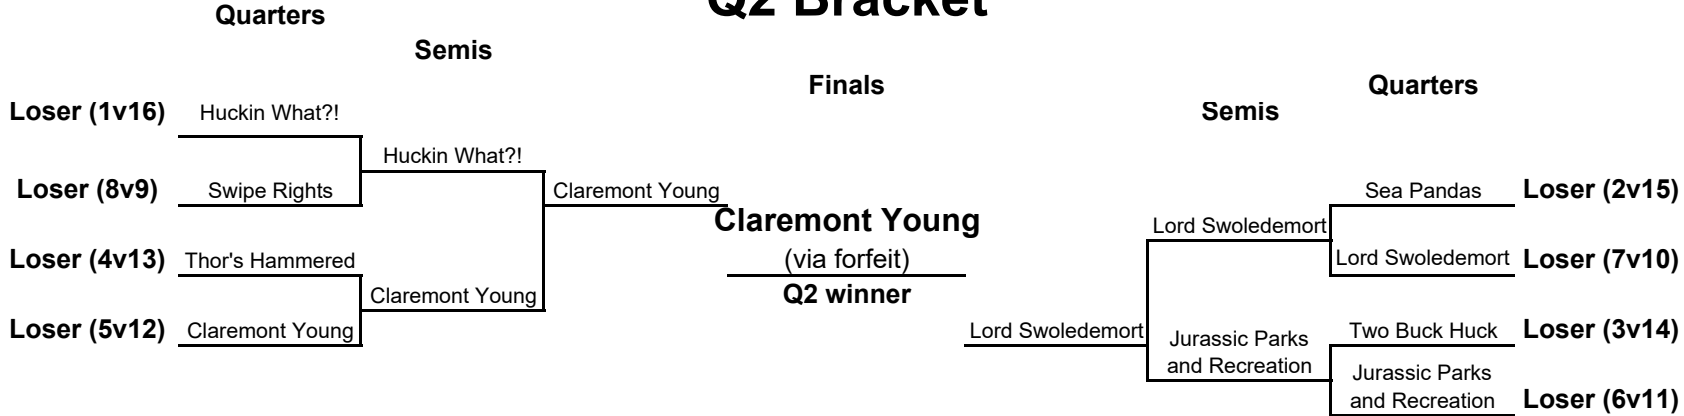 Q2 Bracket
Quarters
Semis
Finals
Quarters
Semis
Loser (1v16) Huckin What?!
Huckin What?!
Loser (8v9) Swipe Rights
Claremont Young
Loser (4v13) Thor's Hammered
Claremont Young
Loser (5v12) Claremont Young
Claremont Young
(via forfeit)
Q2 winner
Sea Pandas Loser (2v15)
Lord Swoledemort
Lord Swoledemort Loser (7v10)
Lord Swoledemort
Two Buck Huck Loser (3v14)
Jurassic Parks
and Recreation
Jurassic Parks
and Recreation Loser (6v11)